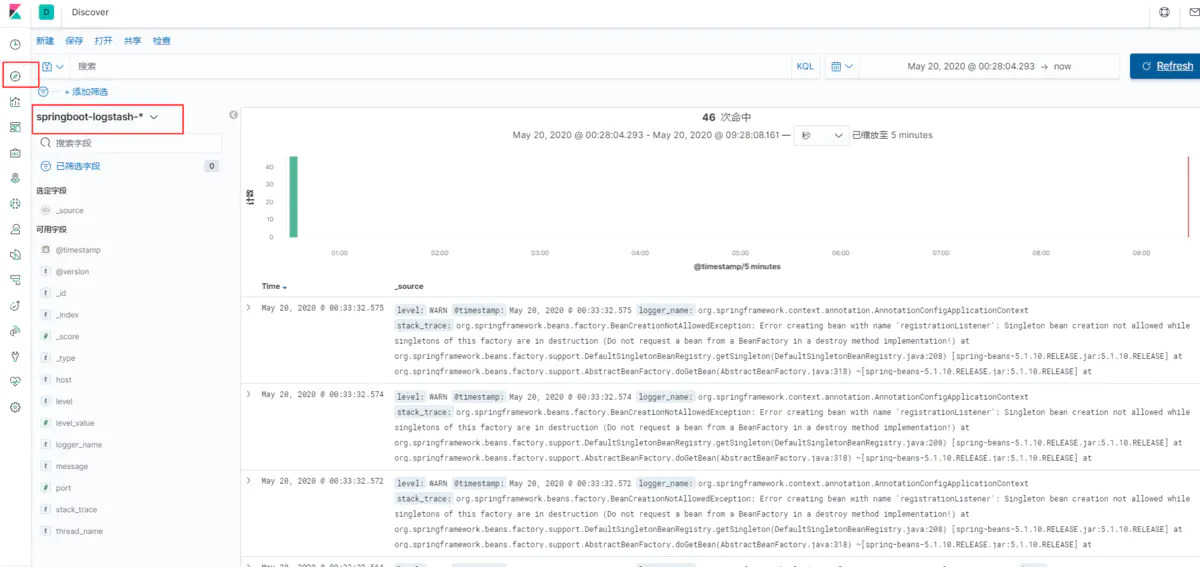 D Discover
新建 保存 打开 共享 检查
搜索 KQL May 20, 2020 @ 00:28:04.293 → now Refresh
+ 添加筛选
springboot-logstash-*
搜索字段
已筛选字段 0
选定字段
_source
可用字段
@timestamp
@version
_id
_index
_score
_type
host
level
level_value
logger_name
message
port
stack_trace
thread_name
46 次命中
May 20, 2020 @ 00:28:04.293 - May 20, 2020 @ 09:28:08.161 — 秒 已缩放至 5 minutes
计数
40
30
20
10
0
01:00 02:00 03:00 04:00 05:00 06:00 07:00 08:00 09:00
@timestamp/5 minutes
Time _source
May 20, 2020 @ 00:33:32.575 level: WARN @timestamp: May 20, 2020 @ 00:33:32.575 logger_name: org.springframework.context.annotation.AnnotationConfigApplicationContext
stack_trace: org.springframework.beans.factory.BeanCreationNotAllowedException: Error creating bean with name `registrationListener`: Singleton bean creation not allowed while
singletons of this factory are in destruction (Do not request a bean from a BeanFactory in a destroy method implementation!) at
org.springframework.beans.factory.support.DefaultSingletonBeanRegistry.getSingleton(DefaultSingletonBeanRegistry.java:208) [spring-beans-5.1.10.RELEASE.jar:5.1.10.RELEASE] at
org.springframework.beans.factory.support.AbstractBeanFactory.doGetBean(AbstractBeanFactory.java:318) ~[spring-beans-5.1.10.RELEASE.jar:5.1.10.RELEASE] at
May 20, 2020 @ 00:33:32.574 level: WARN @timestamp: May 20, 2020 @ 00:33:32.574 logger_name: org.springframework.context.annotation.AnnotationConfigApplicationContext
stack_trace: org.springframework.beans.factory.BeanCreationNotAllowedException: Error creating bean with name `registrationListener`: Singleton bean creation not allowed while
singletons of this factory are in destruction (Do not request a bean from a BeanFactory in a destroy method implementation!) at
org.springframework.beans.factory.support.DefaultSingletonBeanRegistry.getSingleton(DefaultSingletonBeanRegistry.java:208) [spring-beans-5.1.10.RELEASE.jar:5.1.10.RELEASE] at
org.springframework.beans.factory.support.AbstractBeanFactory.doGetBean(AbstractBeanFactory.java:318) ~[spring-beans-5.1.10.RELEASE.jar:5.1.10.RELEASE] at
May 20, 2020 @ 00:33:32.572 level: WARN @timestamp: May 20, 2020 @ 00:33:32.572 logger_name: org.springframework.context.annotation.AnnotationConfigApplicationContext
stack_trace: org.springframework.beans.factory.BeanCreationNotAllowedException: Error creating bean with name `registrationListener`: Singleton bean creation not allowed while
singletons of this factory are in destruction (Do not request a bean from a BeanFactory in a destroy method implementation!) at
org.springframework.beans.factory.support.DefaultSingletonBeanRegistry.getSingleton(DefaultSingletonBeanRegistry.java:208) [spring-beans-5.1.10.RELEASE.jar:5.1.10.RELEASE] at
org.springframework.beans.factory.support.AbstractBeanFactory.doGetBean(AbstractBeanFactory.java:318) ~[spring-beans-5.1.10.RELEASE.jar:5.1.10.RELEASE] at